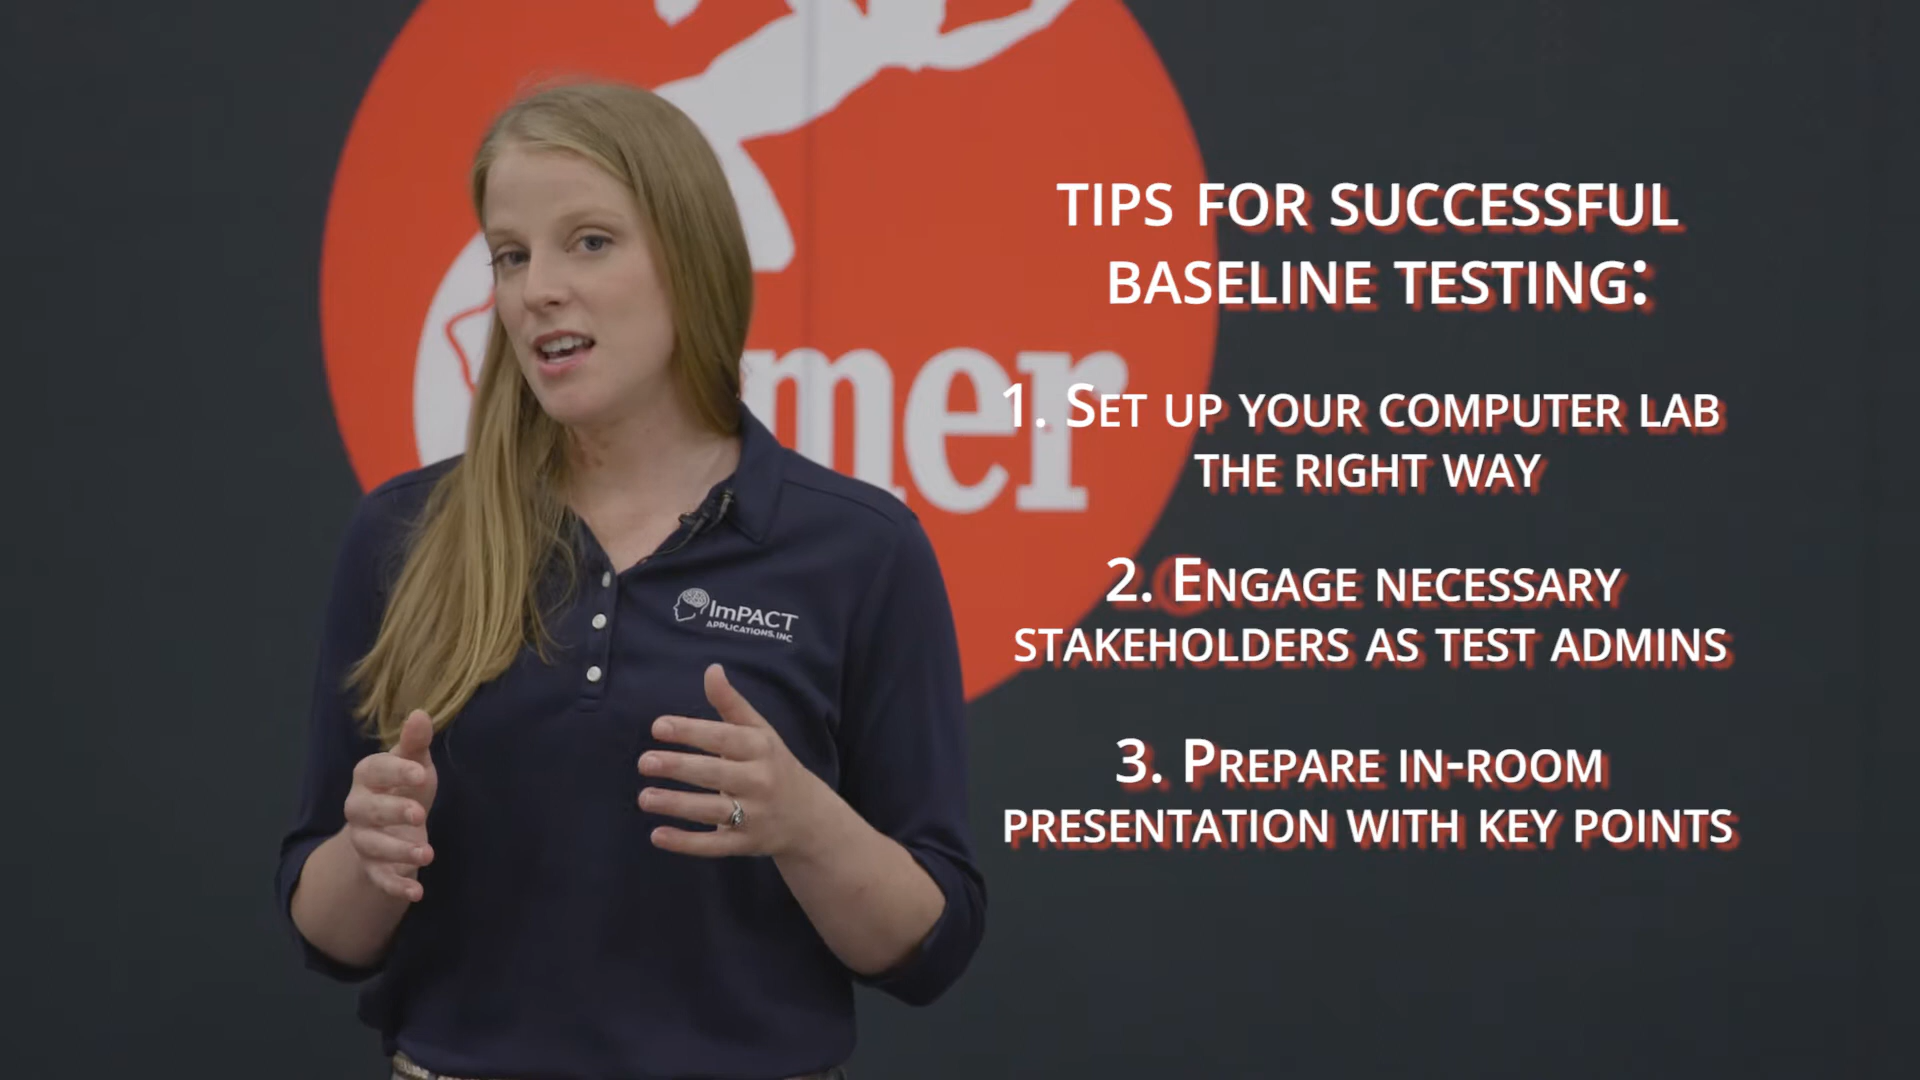 TIPS FOR SUCCESSFUL
BASELINE TESTING:
1. SET UP YOUR COMPUTER LAB
THE RIGHT WAY
2. ENGAGE NECESSARY
STAKEHOLDERS AS TEST ADMINS
3. PREPARE IN-ROOM
PRESENTATION WITH KEY POINTS
ImPACT
APPLICATIONS, INC